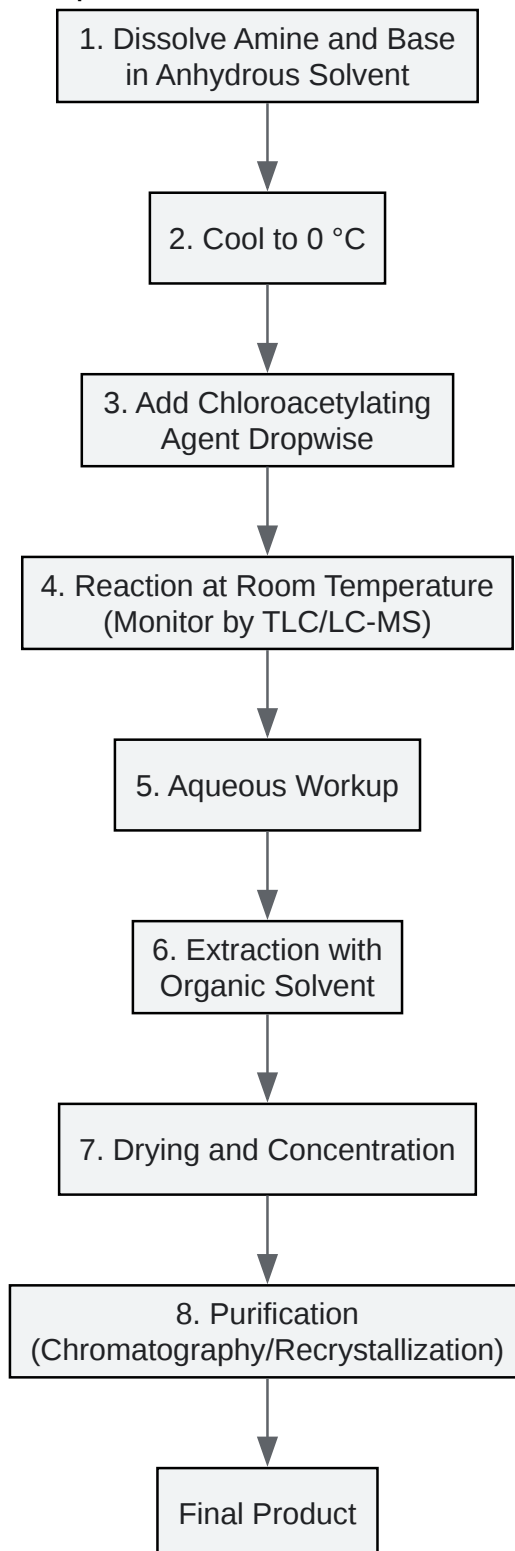 1. Dissolve Amine and Base
in Anhydrous Solvent
2. Cool to 0 °C
3. Add Chloroacetylating
Agent Dropwise
4. Reaction at Room Temperature
(Monitor by TLC/LC-MS)
5. Aqueous Workup
6. Extraction with
Organic Solvent
7. Drying and Concentration
8. Purification
(Chromatography/Recrystallization)
Final Product